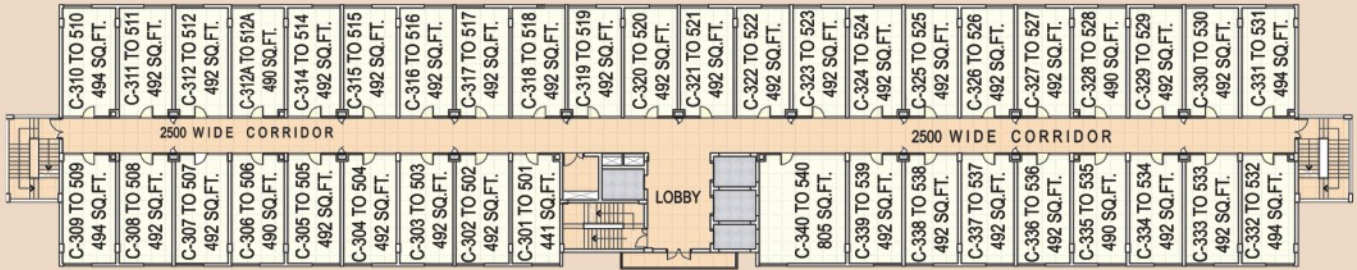 C-310 TO 510
494 SQ.FT.
C-311 TO 511
492 SQ.FT.
C-312 TO 512
492 SQ.FT.
C-312A TO 512A
490 SQ.FT.
C-314 TO 514
492 SQ.FT.
C-315 TO 515
492 SQ.FT.
C-316 TO 516
492 SQ.FT.
C-317 TO 517
492 SQ.FT.
C-318 TO 518
492 SQ.FT.
C-319 TO 519
492 SQ.FT.
C-320 TO 520
492 SQ.FT.
C-321 TO 521
492 SQ.FT.
C-322 TO 522
492 SQ.FT.
C-323 TO 523
492 SQ.FT.
C-324 TO 524
492 SQ.FT.
C-325 TO 525
492 SQ.FT.
C-326 TO 526
492 SQ.FT.
C-327 TO 527
492 SQ.FT.
C-328 TO 528
490 SQ.FT.
C-329 TO 529
492 SQ.FT.
C-330 TO 530
492 SQ.FT.
C-331 TO 531
494 SQ.FT.
2500 WIDE CORRIDOR
2500 WIDE CORRIDOR
C-309 TO 509
494 SQ.FT.
C-308 TO 508
492 SQ.FT.
C-307 TO 507
492 SQ.FT.
C-306 TO 506
490 SQ.FT.
C-305 TO 505
492 SQ.FT.
C-304 TO 504
492 SQ.FT.
C-303 TO 503
492 SQ.FT.
C-302 TO 502
492 SQ.FT.
C-301 TO 501
441 SQ.FT.
LOBBY
C-340 TO 540
805 SQ.FT.
C-339 TO 539
492 SQ.FT.
C-338 TO 538
492 SQ.FT.
C-337 TO 537
492 SQ.FT.
C-336 TO 536
492 SQ.FT.
C-335 TO 535
490 SQ.FT.
C-334 TO 534
492 SQ.FT.
C-333 TO 533
492 SQ.FT.
C-332 TO 532
494 SQ.FT.